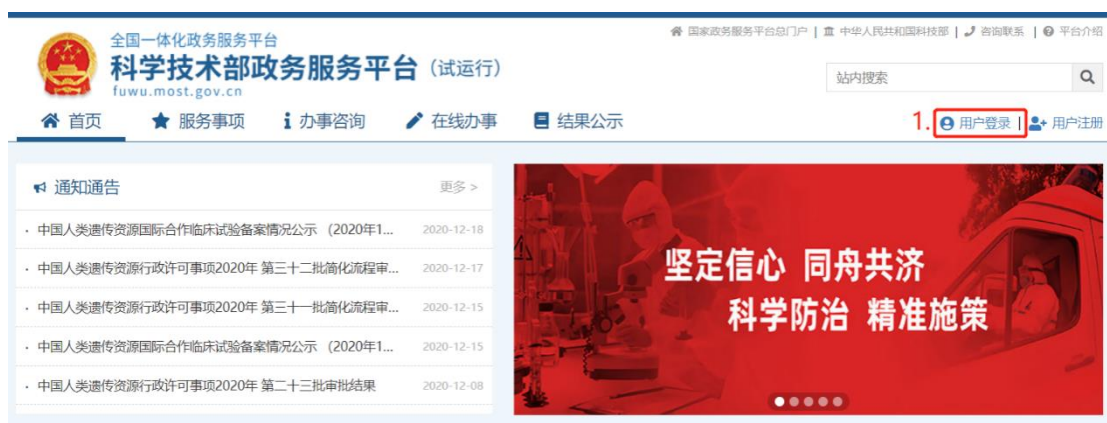 国家政务服务平台总门户 | 中华人民共和国科技部 | 咨询联系 | 平台介绍
全国一体化政务服务平台
科学技术部政务服务平台（试运行）
fuwu.most.gov.cn
站内搜索
首页 服务事项 办事咨询 在线办事 结果公示
1. 用户登录 | 用户注册
通知通告 更多 >
· 中国人类遗传资源国际合作临床试验备案情况公示 （2020年1... 2020-12-18
· 中国人类遗传资源行政许可事项2020年 第三十二批简化流程审... 2020-12-17
· 中国人类遗传资源行政许可事项2020年 第三十一批简化流程审... 2020-12-15
· 中国人类遗传资源国际合作临床试验备案情况公示 （2020年1... 2020-12-15
· 中国人类遗传资源行政许可事项2020年 第二十三批审批结果 2020-12-08
坚定信心 同舟共济
科学防治 精准施策